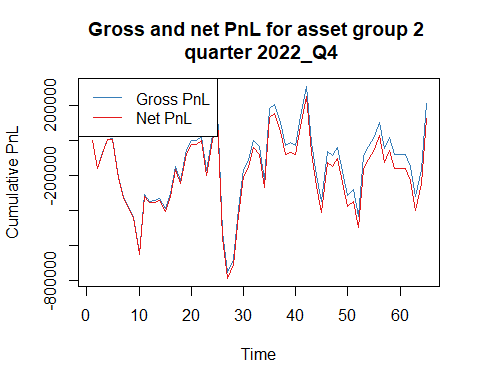 Gross and net PnL for asset group 2
quarter 2022_Q4
Gross PnL
Net PnL
Cumulative PnL
200000
-200000
-800000
0 10 20 30 40 50 60
Time